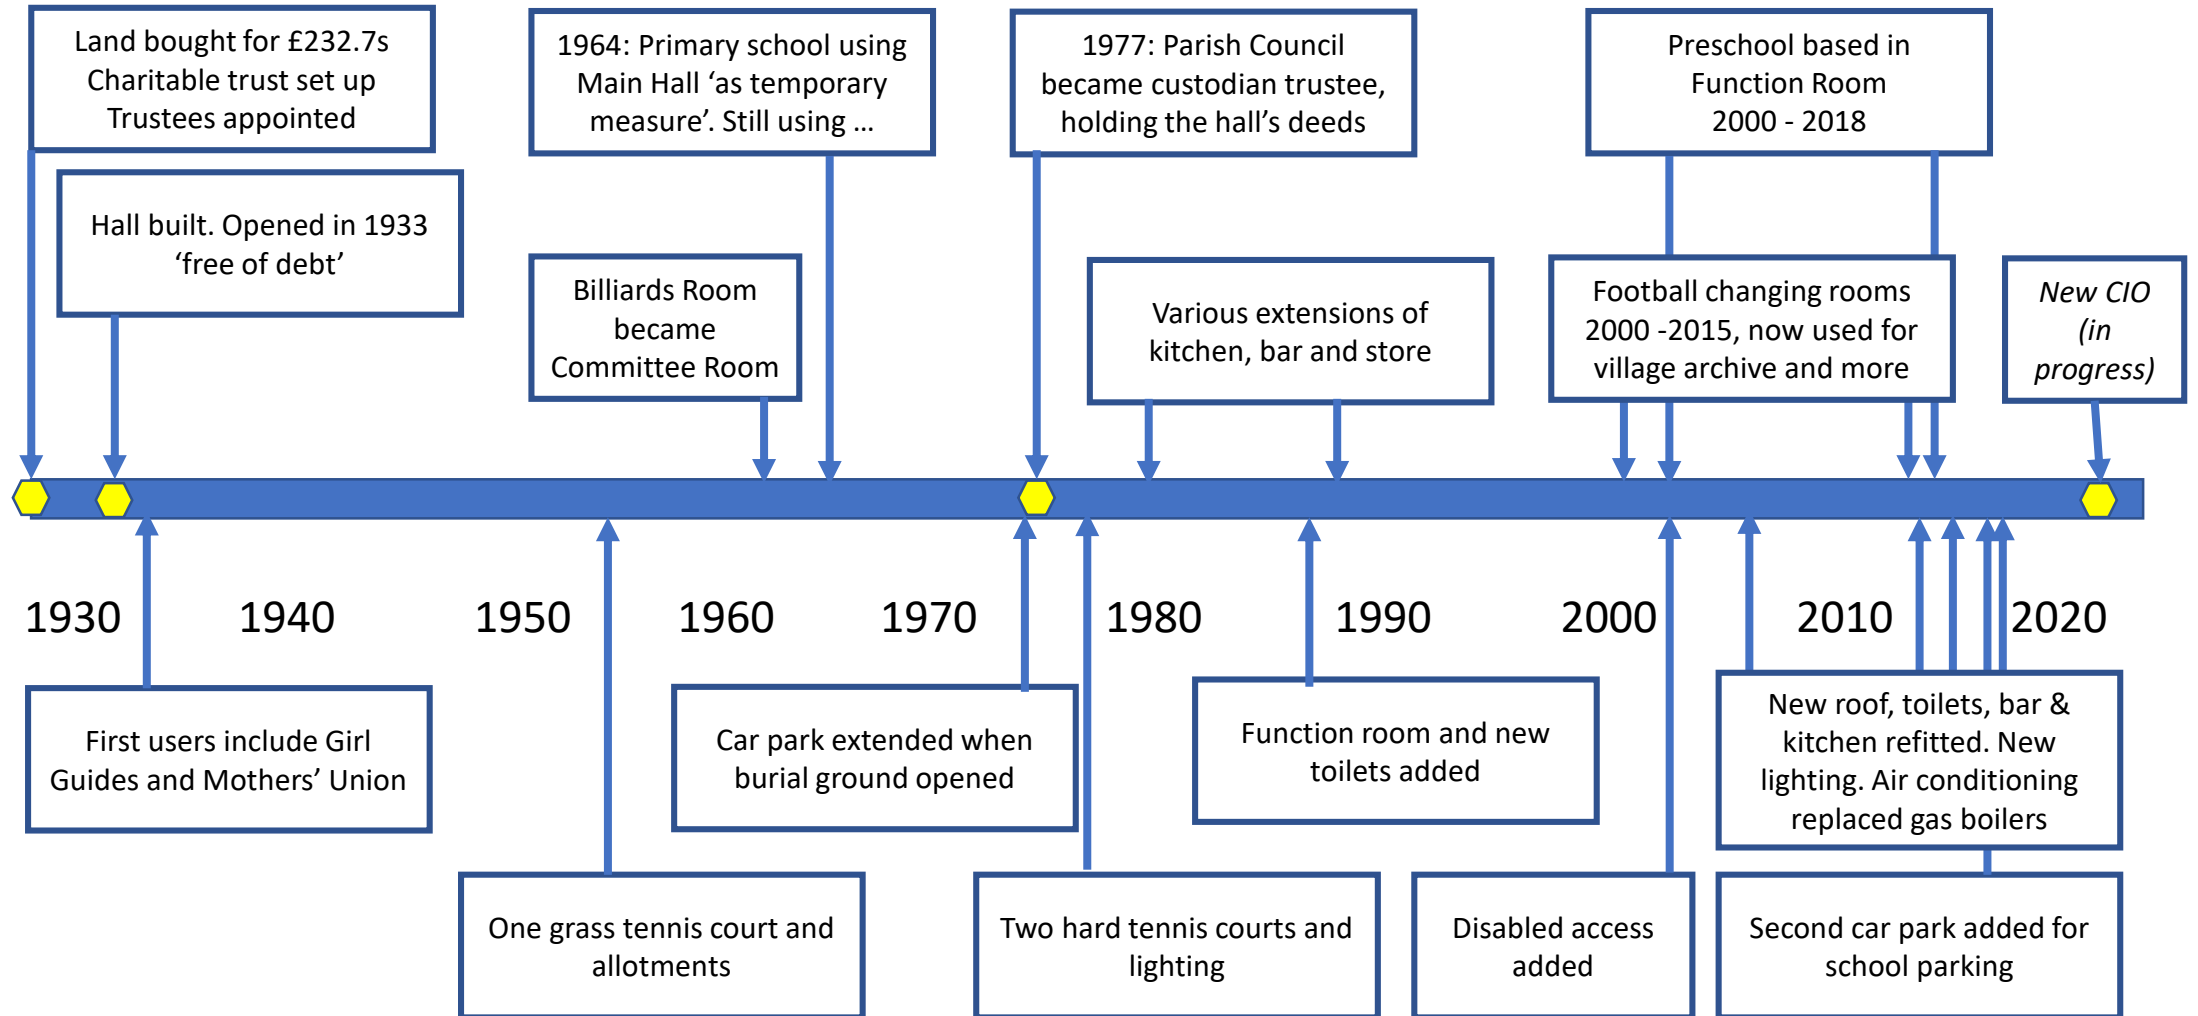 Land bought for £232.7s
Charitable trust set up
Trustees appointed
1964: Primary school using
Main Hall ‘as temporary
measure’. Still using …
1977: Parish Council
became custodian trustee,
holding the hall’s deeds
Preschool based in
Function Room
2000 - 2018
Hall built. Opened in 1933
‘free of debt’
Billiards Room
became
Committee Room
Various extensions of
kitchen, bar and store
Football changing rooms
2000 -2015, now used for
village archive and more
New CIO
(in
progress)
1930 1940 1950 1960 1970 1980 1990 2000 2010 2020
First users include Girl
Guides and Mothers’ Union
Car park extended when
burial ground opened
Function room and new
toilets added
New roof, toilets, bar &
kitchen refitted. New
lighting. Air conditioning
replaced gas boilers
One grass tennis court and
allotments
Two hard tennis courts and
lighting
Disabled access
added
Second car park added for
school parking